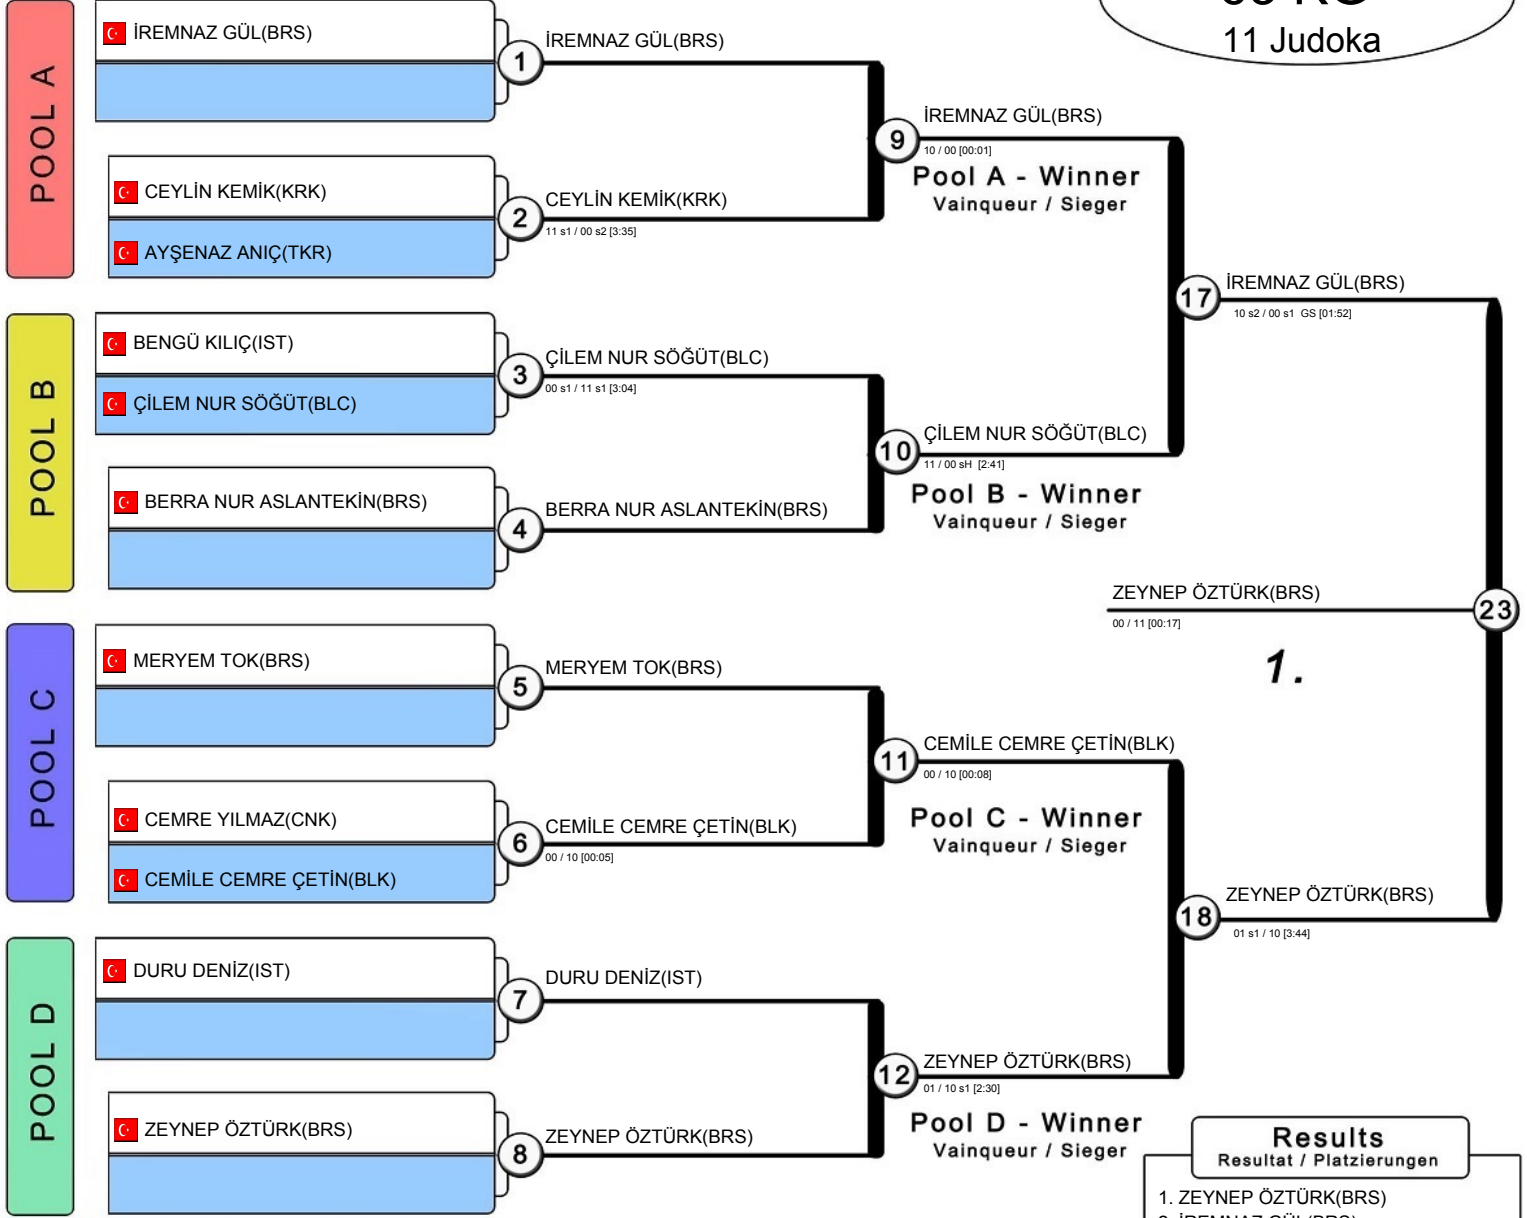 KG
11 Judoka
POOL A
İREMNAZ GÜL(BRS)
CEYLİN KEMİK(KRK)
AYŞENAZ ANIÇ(TKR)
1
İREMNAZ GÜL(BRS)
2
CEYLİN KEMİK(KRK)
11 s1 / 00 s2 [3:35]
9
İREMNAZ GÜL(BRS)
10 / 00 [00:01]
Pool A - Winner
Vainqueur / Sieger
POOL B
BENGÜ KILIÇ(IST)
ÇİLEM NUR SÖĞÜT(BLC)
BERRA NUR ASLANTEKİN(BRS)
3
ÇİLEM NUR SÖĞÜT(BLC)
00 s1 / 11 s1 [3:04]
4
BERRA NUR ASLANTEKİN(BRS)
10
ÇİLEM NUR SÖĞÜT(BLC)
11 / 00 sH [2:41]
Pool B - Winner
Vainqueur / Sieger
17
İREMNAZ GÜL(BRS)
10 s2 / 00 s1 GS [01:52]
POOL C
MERYEM TOK(BRS)
CEMRE YILMAZ(CNK)
CEMİLE CEMRE ÇETİN(BLK)
5
MERYEM TOK(BRS)
6
CEMİLE CEMRE ÇETİN(BLK)
00 / 10 [00:05]
11
CEMİLE CEMRE ÇETİN(BLK)
00 / 10 [00:08]
Pool C - Winner
Vainqueur / Sieger
POOL D
DURU DENİZ(IST)
ZEYNEP ÖZTÜRK(BRS)
7
DURU DENİZ(IST)
8
ZEYNEP ÖZTÜRK(BRS)
12
ZEYNEP ÖZTÜRK(BRS)
01 / 10 s1 [2:30]
Pool D - Winner
Vainqueur / Sieger
18
ZEYNEP ÖZTÜRK(BRS)
01 s1 / 10 [3:44]
23
ZEYNEP ÖZTÜRK(BRS)
00 / 11 [00:17]
1.
Results
Resultat / Platzierungen
1. ZEYNEP ÖZTÜRK(BRS)
2. İREMNAZ GÜL(BRS)